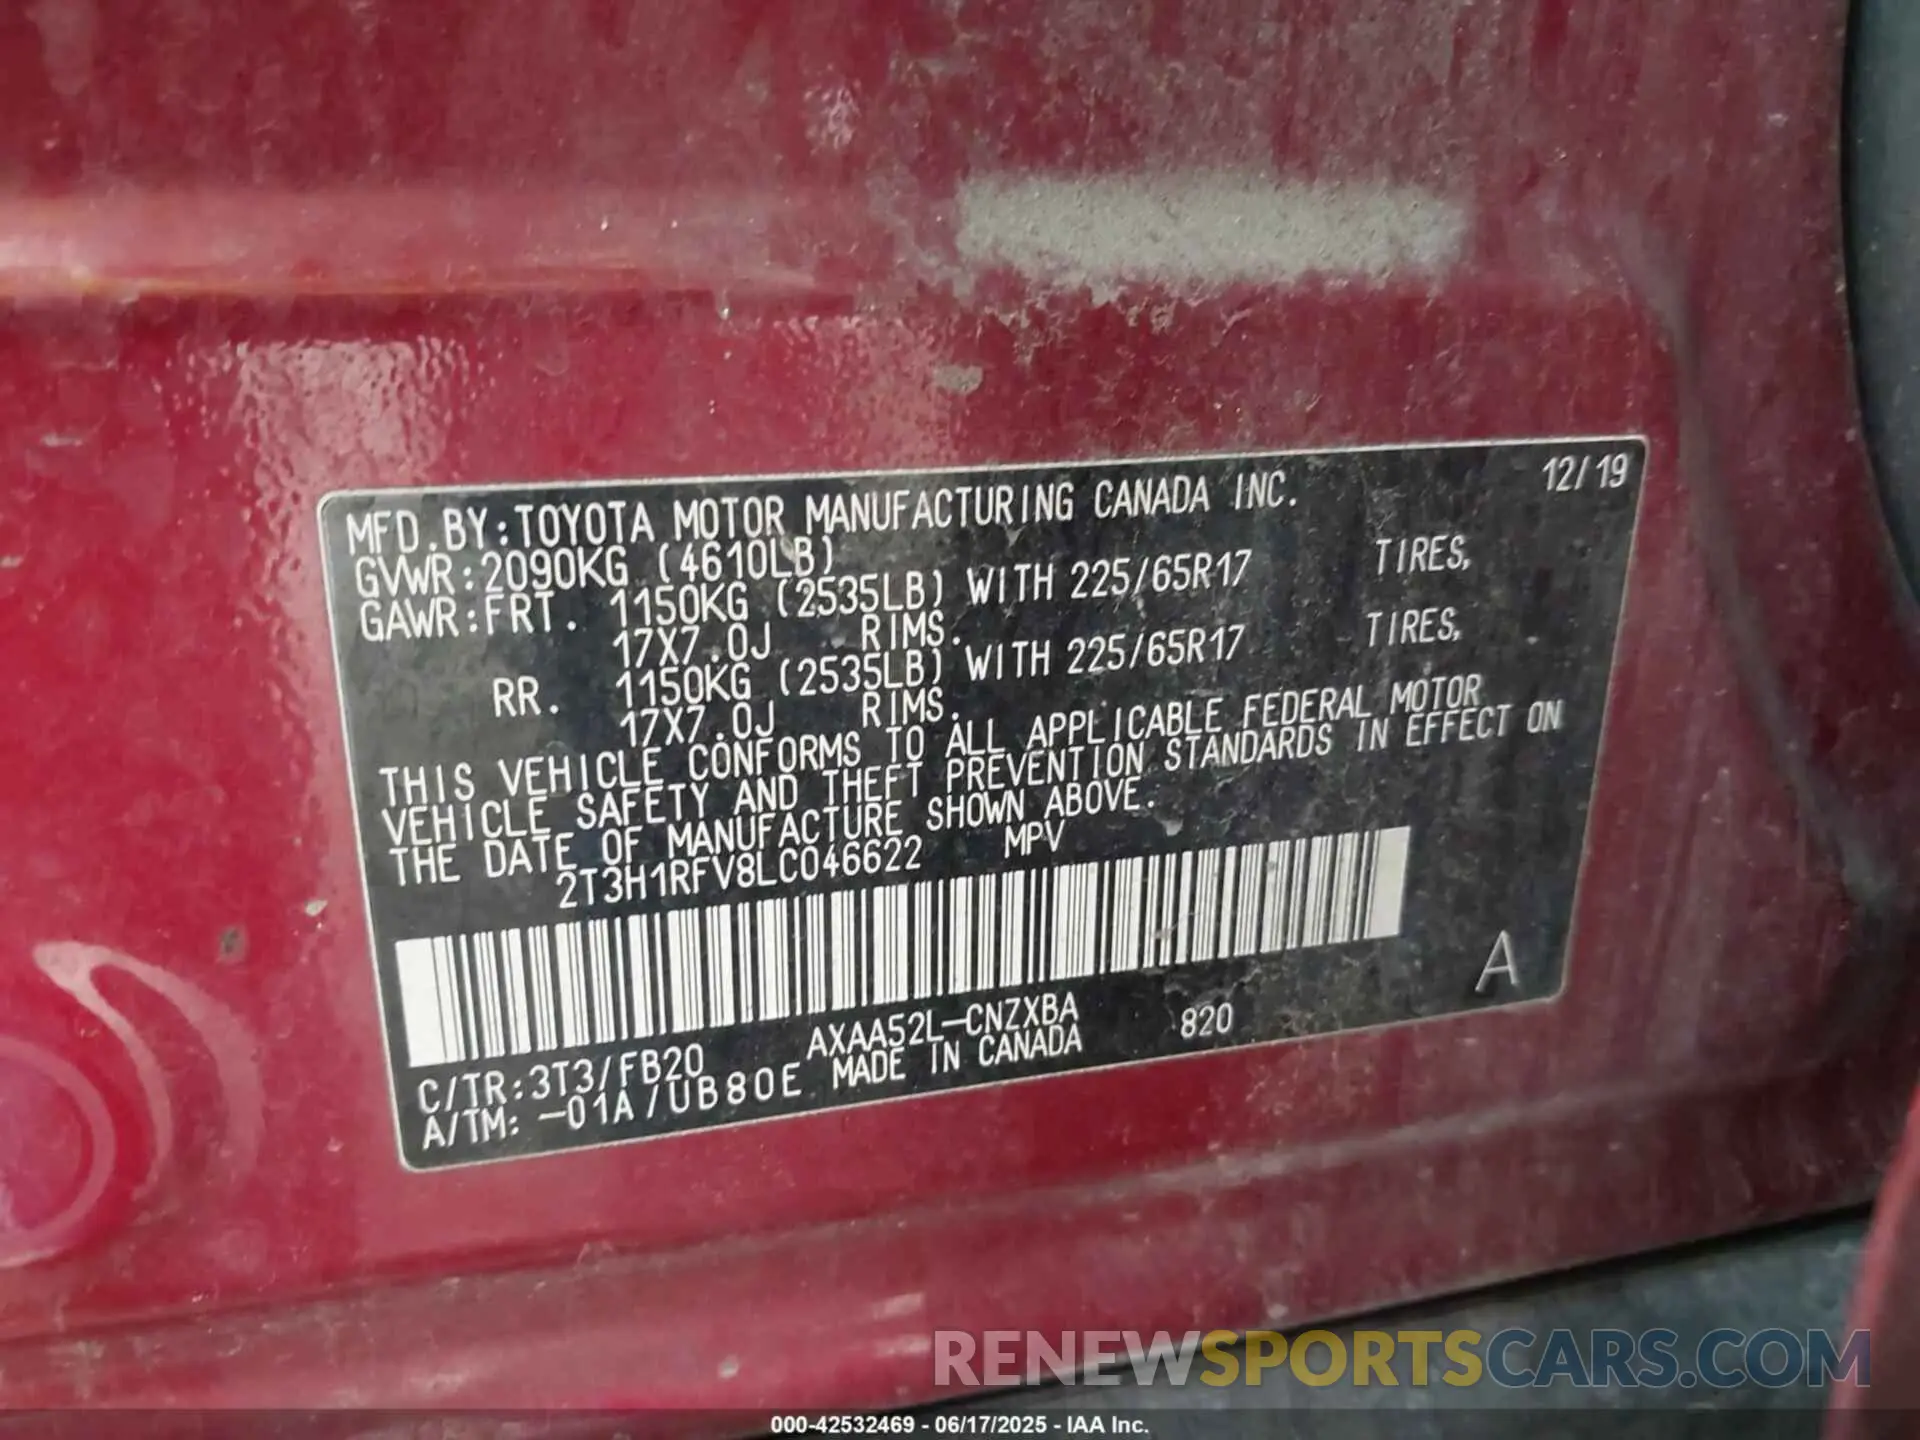 12/19
MFD.BY:TOYOTA MOTOR MANUFACTURING CANADA INC.
GVWR:2090KG (4610LB)
GAWR:FRT. 1150KG (2535LB) WITH 225/65R17 TIRES,
17X7.0J RIMS.
RR. 1150KG (2535LB) WITH 225/65R17 TIRES,
17X7.0J RIMS.
THIS VEHICLE CONFORMS TO ALL APPLICABLE FEDERAL MOTOR
VEHICLE SAFETY AND THEFT PREVENTION STANDARDS IN EFFECT ON
THE DATE OF MANUFACTURE SHOWN ABOVE.
2T3H1RFV8LC046622 MPV
A
AXAA52L-CNZXBA 820
C/TR:3T3/FB20 MADE IN CANADA
A/TM:-01A/UB80E
RENEWSPORTSCARS.COM
000-42532469 - 06/17/2025 - IAA Inc.